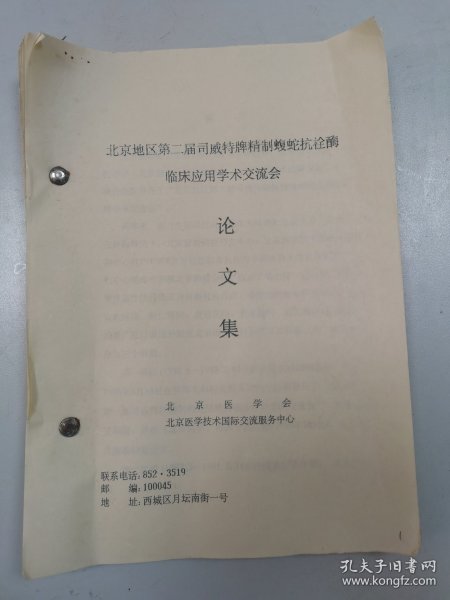 北京地区第二届司威特牌精制蝮蛇抗栓酶
临床应用学术交流会
论
文
集
北京医学会
北京医学技术国际交流服务中心
联系电话:852·3519
邮　编:100045
地　址:西城区月坛南街一号
孔夫子旧书网
www.kongfz.com